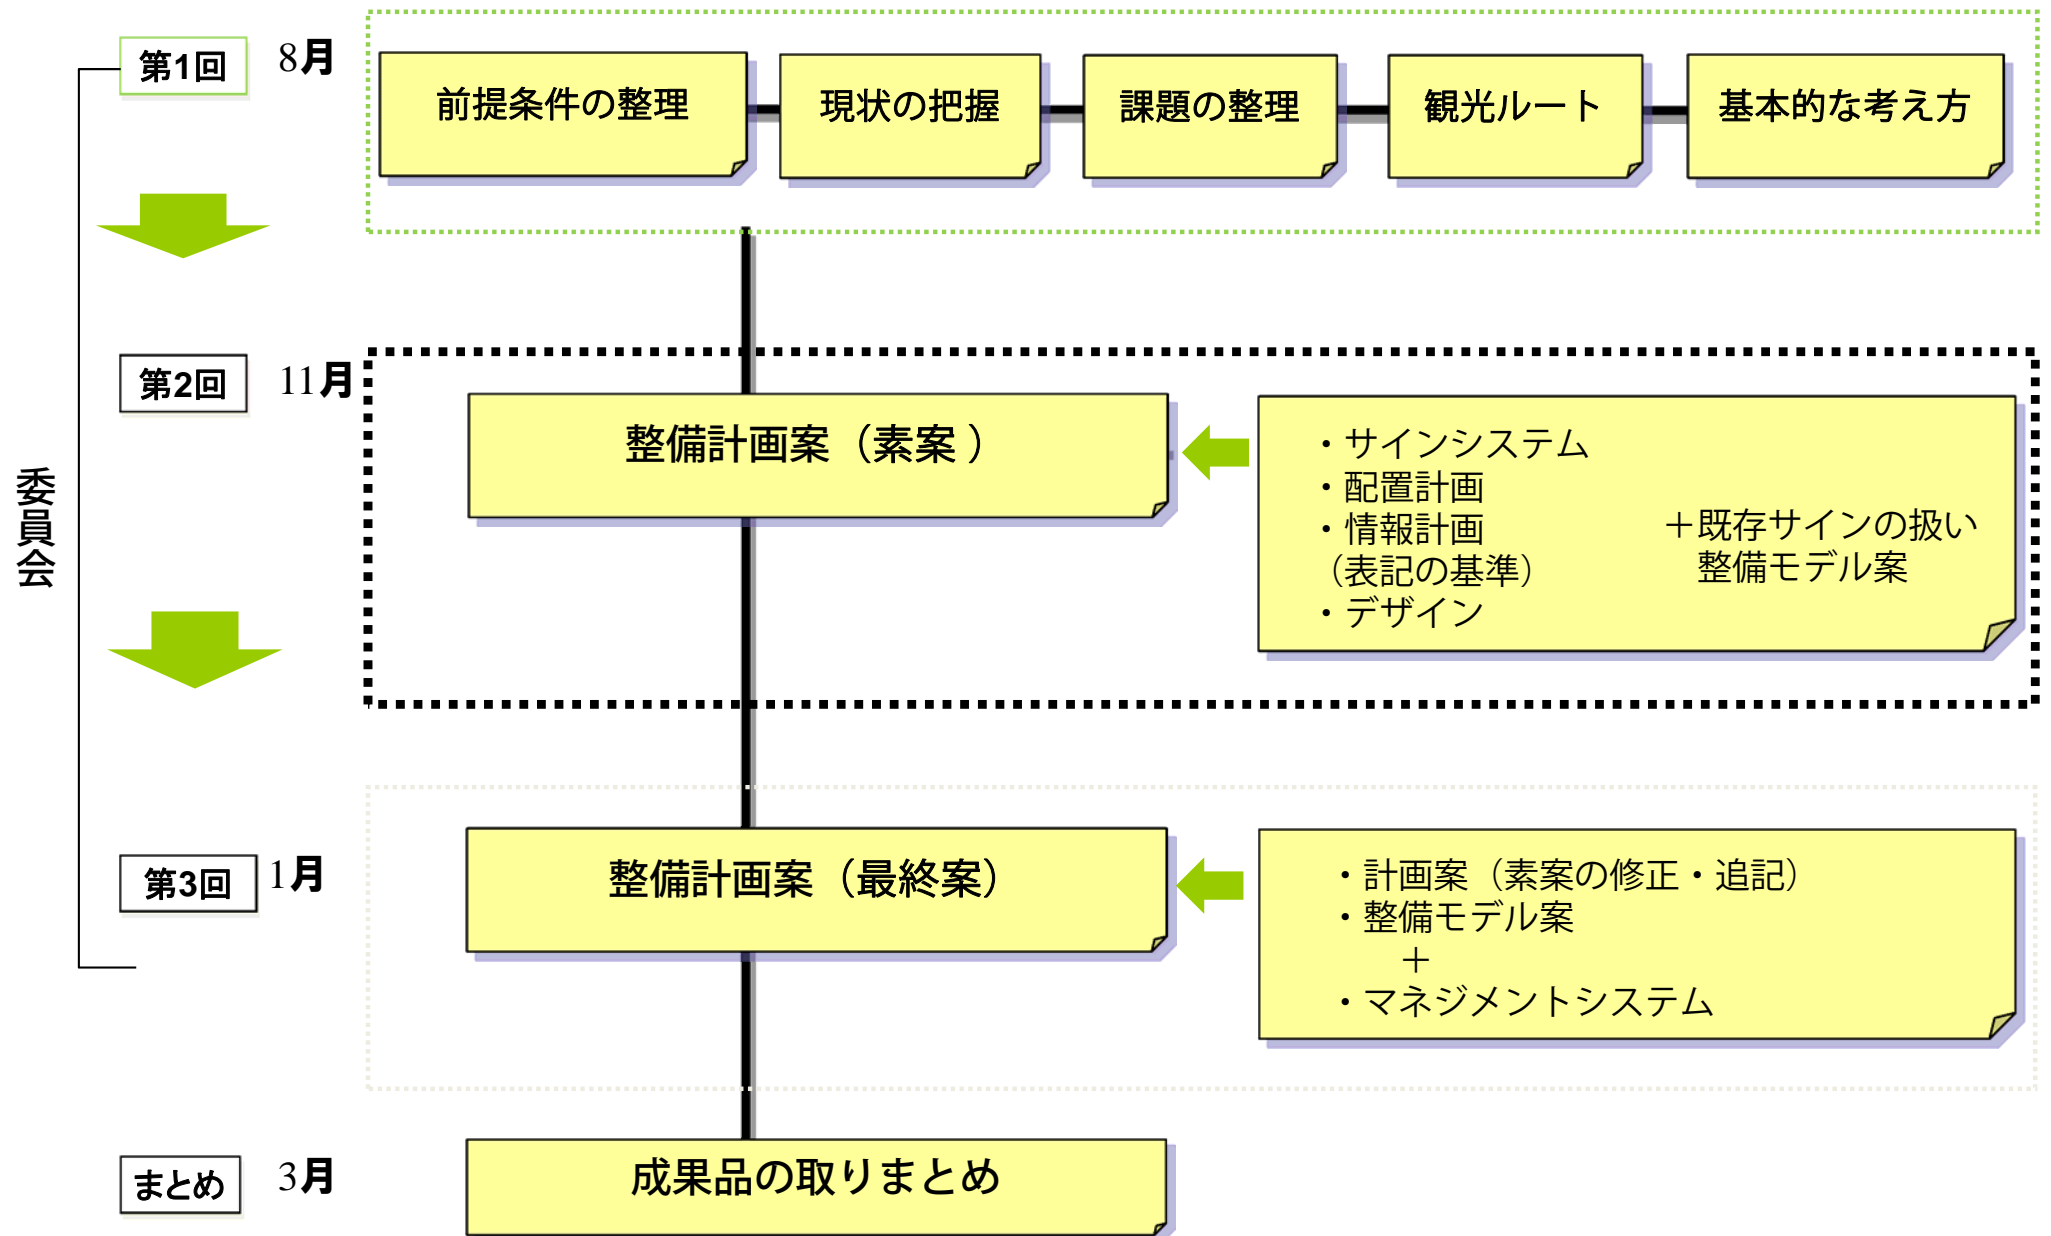 第1回
8月
前提条件の整理
現状の把握
課題の整理
観光ルート
基本的な考え方
委員会
第2回
11月
整備計画案（素案 ）
・サインシステム
・配置計画
・情報計画
（表記の基準）
・デザイン
＋既存サインの扱い
整備モデル案
第3回
1月
整備計画案（最終案）
・計画案（素案の修正・追記）
・整備モデル案
＋
・マネジメントシステム
まとめ
3月
成果品の取りまとめ